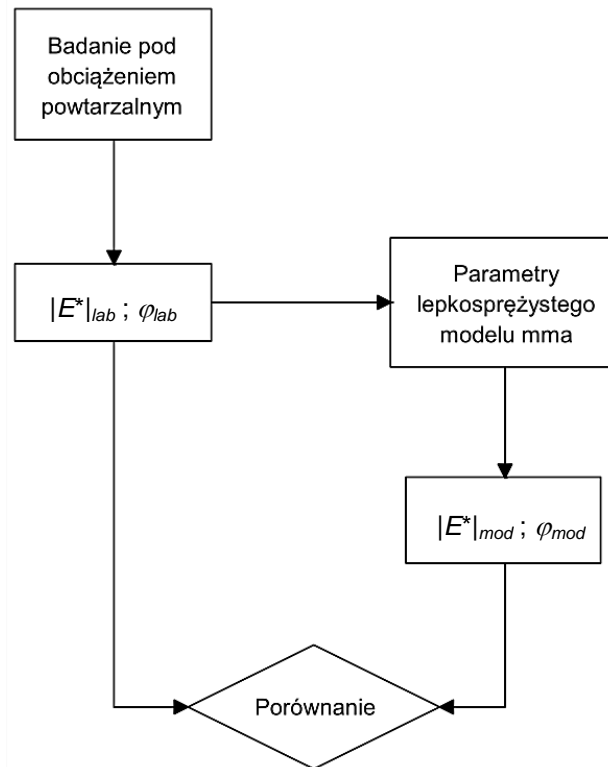 Badanie pod
obciążeniem
powtarzalnym
|E*|lab ; φlab
Parametry
lepkosprężystego
modelu mma
|E*|mod ; φmod
Porównanie